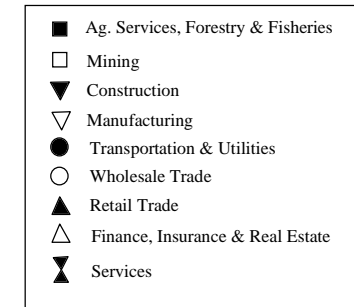 Ag. Services, Forestry & Fisheries
Mining
Construction
Manufacturing
Transportation & Utilities
Wholesale Trade
Retail Trade
Finance, Insurance & Real Estate
Services